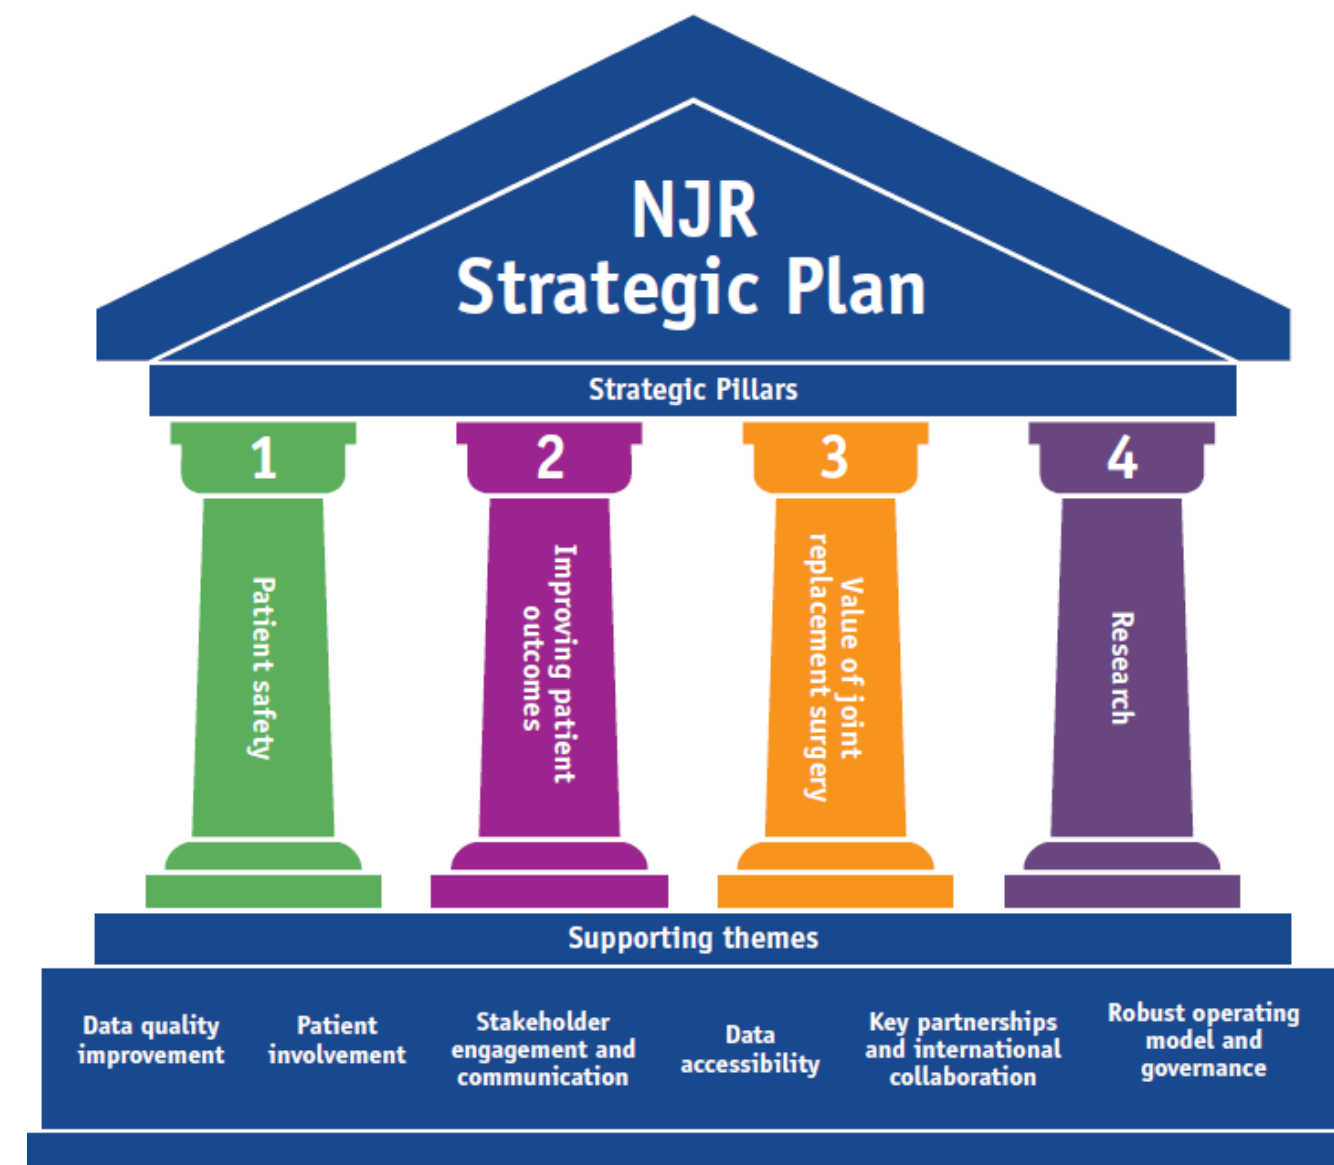 NJR
Strategic Plan
Strategic Pillars
1
Patient safety
2
Improving patient
outcomes
3
Value of joint
replacement surgery
4
Research
Supporting themes
Data quality
improvement
Patient
involvement
Stakeholder
engagement and
communication
Data
accessibility
Key partnerships
and international
collaboration
Robust operating
model and
governance